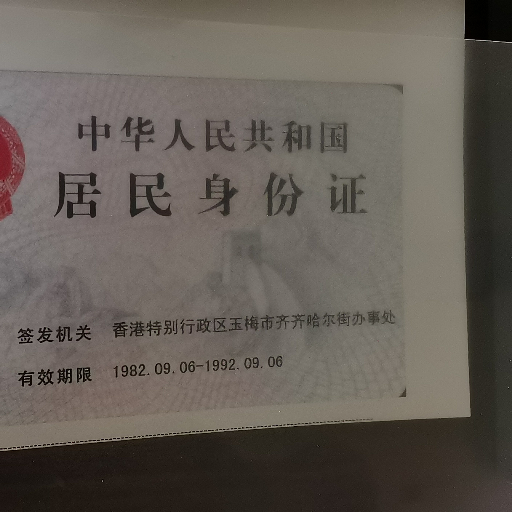 中华人民共和国
居民身份证
签发机关 香港特别行政区玉梅市齐齐哈尔街办事处
有效期限 1982.09.06-1992.09.06